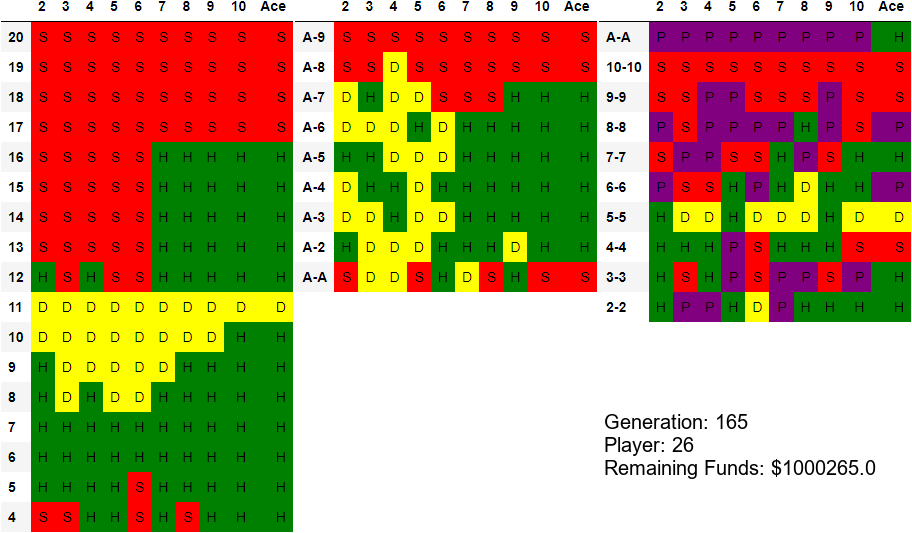 2 3 4 5 6 7 8 9 10 Ace
20 S S S S S S S S S S
19 S S S S S S S S S S
18 S S S S S S S S S S
17 S S S S S S S S S S
16 S S S S S H H H H H
15 S S S S S H H H H H
14 S S S S S H H H H H
13 S S S S S H H H H H
12 H S H S S H H H H H
11 D D D D D D D D D D
10 D D D D D D D D H H
9 H D D D D D H H H H
8 H D H D D H H H H H
7 H H H H H H H H H H
6 H H H H H H H H H H
5 H H H H S H H H H H
4 S S H H S H S H H H
2 3 4 5 6 7 8 9 10 Ace
A-9 S S S S S S S S S S
A-8 S S D S S S S S S S
A-7 D H D D S S S H H H
A-6 D D D H D H H H H H
A-5 H H D D D H H H H H
A-4 D H H D H H H H H H
A-3 D D H D D H H H H H
A-2 H D D D H H H D H H
A-A S D D S H D S H S S
2 3 4 5 6 7 8 9 10 Ace
A-A P P P P P P P P P H
10-10 S S S S S S S S S S
9-9 S S P P S S S P S S
8-8 P S P P P P H P S P
7-7 S P P S S H P S H H
6-6 P S S H P H D H H P
5-5 H D D H D D D H D D
4-4 H H H P S H H H S S
3-3 H S H P S P P S P H
2-2 H P P H D P H H H H
Generation: 165
Player: 26
Remaining Funds: $1000265.0